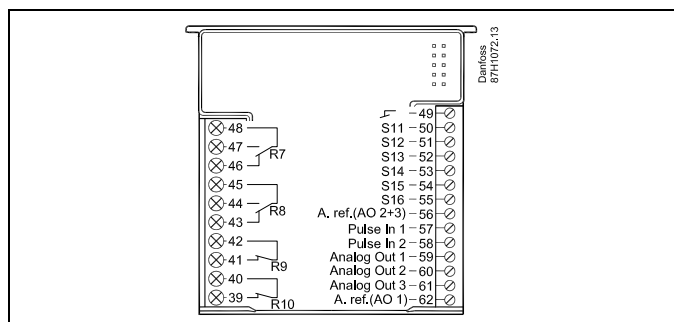 Danfoss
87H1072.13
48
47
R7
46
45
44
R8
43
42
41
R9
40
39
R10
49
S11 50
S12 51
S13 52
S14 53
S15 54
S16 55
A. ref.(AO 2+3) 56
Pulse In 1 57
Pulse In 2 58
Analog Out 1 59
Analog Out 2 60
Analog Out 3 61
A. ref.(AO 1) 62